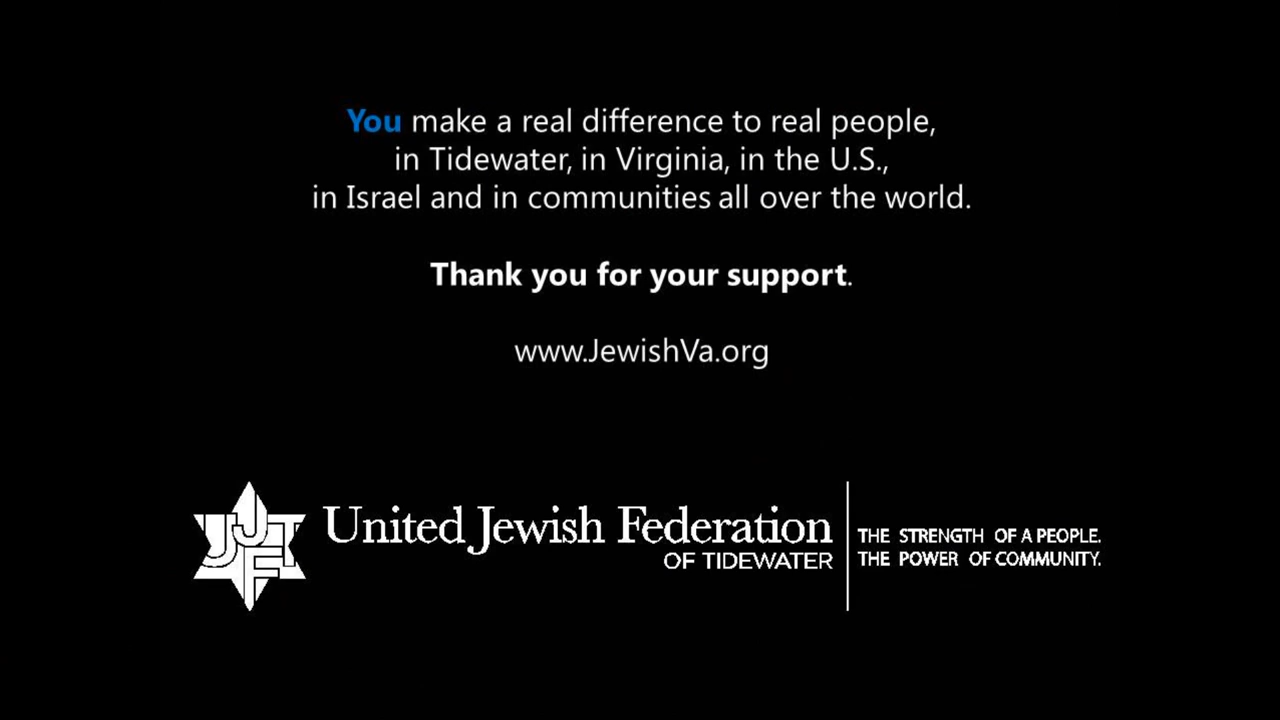 You make a real difference to real people,
in Tidewater, in Virginia, in the U.S.,
in Israel and in communities all over the world.
Thank you for your support.
www.JewishVa.org
UJFT
United Jewish Federation
OF TIDEWATER
THE STRENGTH OF A PEOPLE.
THE POWER OF COMMUNITY.